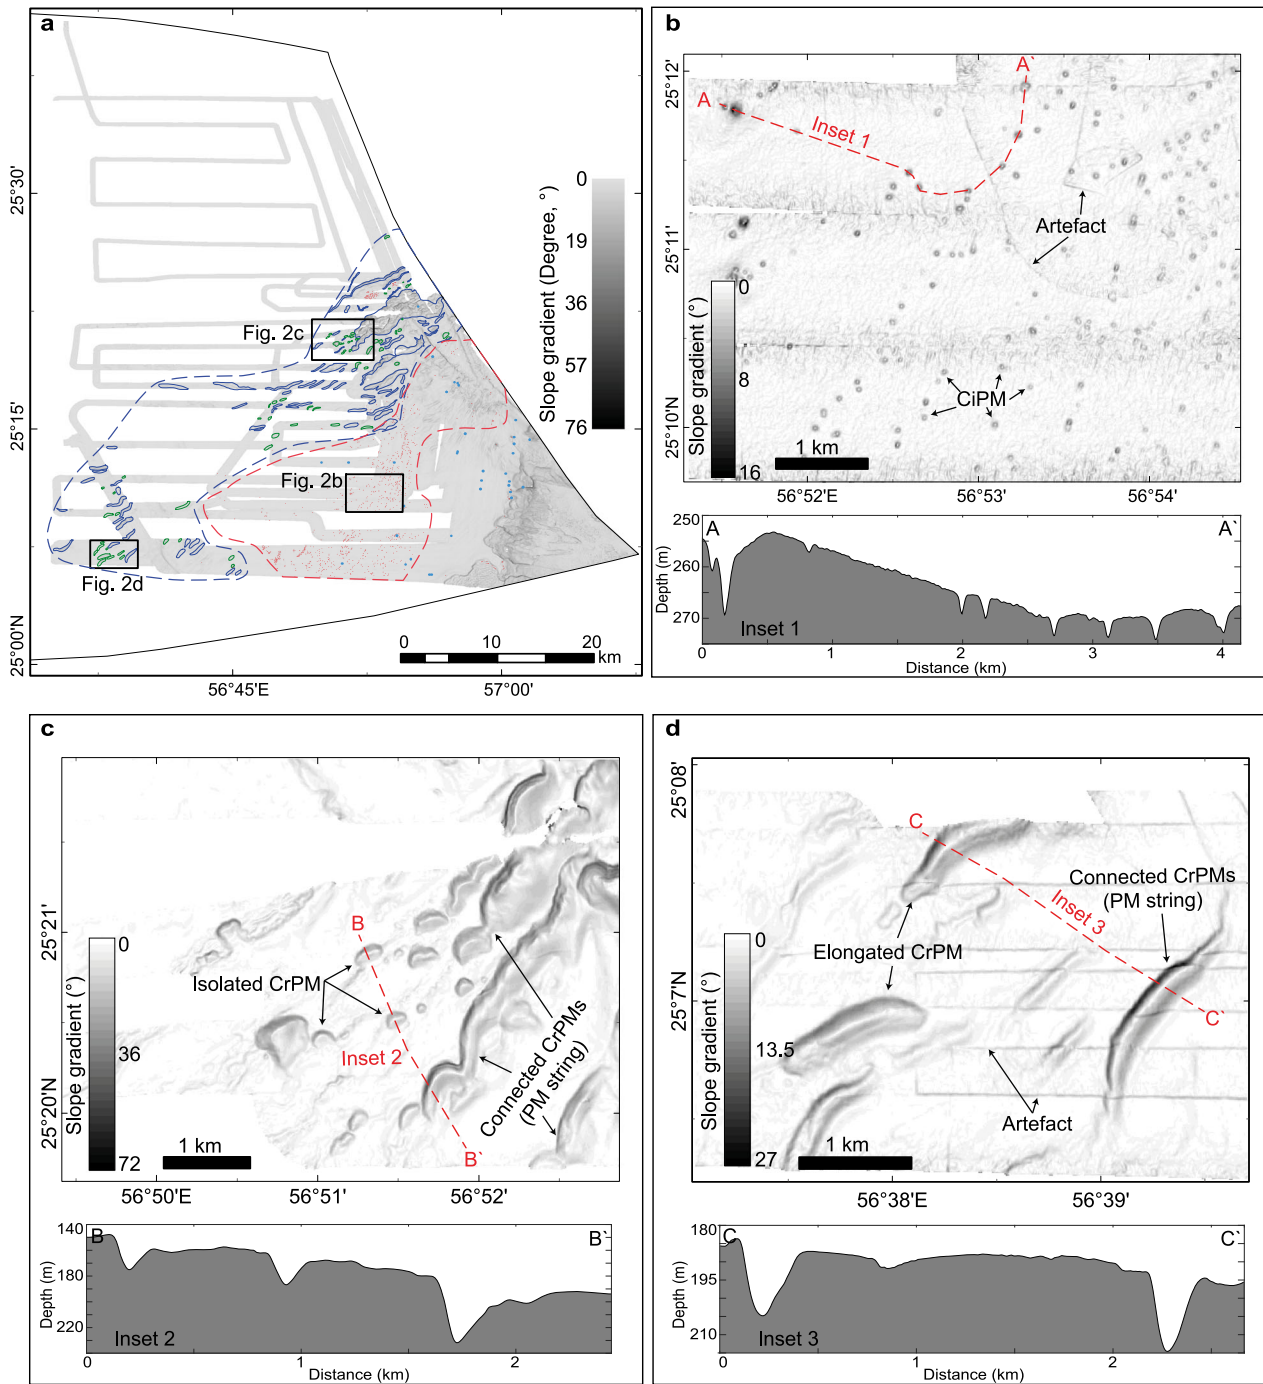 a
25°30'
25°15'
25°00'N
56°45'E
57°00'
Slope gradient (Degree, °)
0
19
36
57
76
Fig. 2c
Fig. 2b
Fig. 2d
0 10 20
km
b
25°12'
25°11'
25°10'N
A
A`
Inset 1
Artefact
CiPM
Slope gradient (°)
0
8
16
1 km
56°52'E
56°53'
56°54'
A
A`
250
260
270
Depth (m)
Inset 1
0 1 2 3 4
Distance (km)
c
25°21'
25°20'N
B
Isolated CrPM
Inset 2
B`
Connected CrPMs
(PM string)
Slope gradient (°)
0
36
72
1 km
56°50'E
56°51'
56°52'
B
B`
140
180
220
Depth (m)
Inset 2
0 1 2
Distance (km)
d
25°08'
25°7'N
C
Inset 3
C`
Connected CrPMs
(PM string)
Elongated CrPM
Artefact
Slope gradient (°)
0
13.5
27
1 km
56°38'E
56°39'
C
C`
180
195
210
Depth (m)
Inset 3
0 1 2
Distance (km)